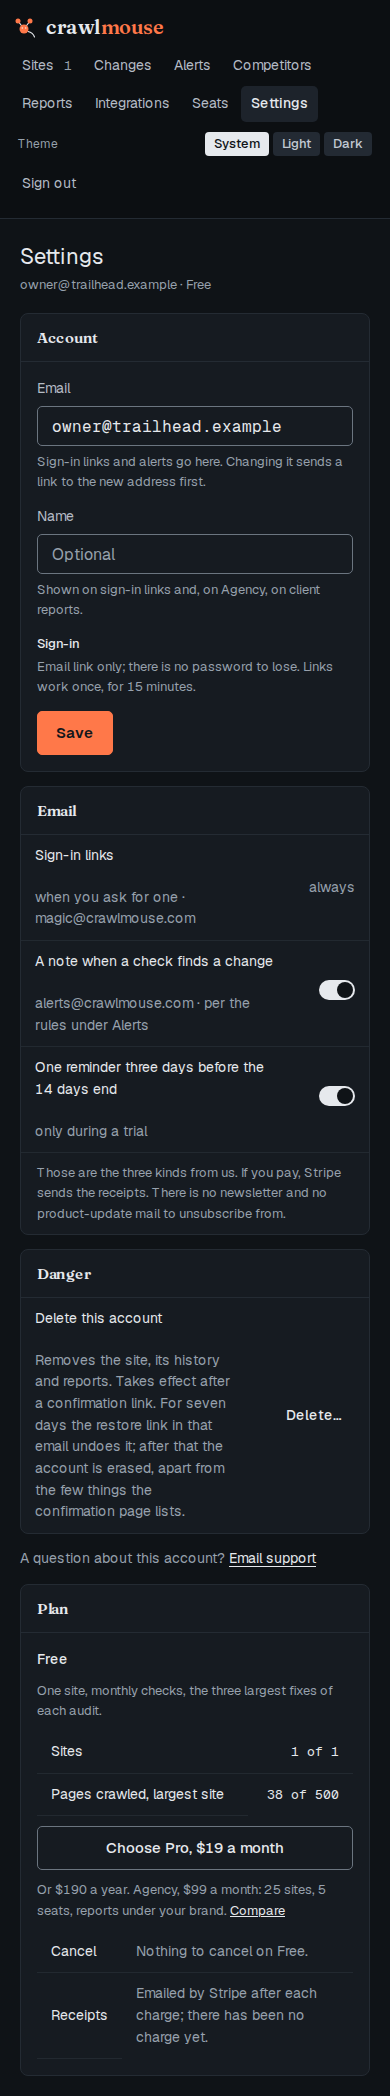 crawlmouse
Sites 1 Changes Alerts Competitors
Reports Integrations Seats Settings
Theme System Light Dark
Sign out
Settings
owner@trailhead.example · Free
Account
Email
owner@trailhead.example
Sign-in links and alerts go here. Changing it sends a
link to the new address first.
Name
Optional
Shown on sign-in links and, on Agency, on client
reports.
Sign-in
Email link only; there is no password to lose. Links
work once, for 15 minutes.
Save
Email
Sign-in links
when you ask for one ·
magic@crawlmouse.com
always
A note when a check finds a change
alerts@crawlmouse.com · per the
rules under Alerts
One reminder three days before the
14 days end
only during a trial
Those are the three kinds from us. If you pay, Stripe
sends the receipts. There is no newsletter and no
product-update mail to unsubscribe from.
Danger
Delete this account
Removes the site, its history
and reports. Takes effect after
a confirmation link. For seven
days the restore link in that
email undoes it; after that the
account is erased, apart from
the few things the
confirmation page lists.
Delete…
A question about this account? Email support
Plan
Free
One site, monthly checks, the three largest fixes of
each audit.
Sites 1 of 1
Pages crawled, largest site 38 of 500
Choose Pro, $19 a month
Or $190 a year. Agency, $99 a month: 25 sites, 5
seats, reports under your brand. Compare
Cancel Nothing to cancel on Free.
Receipts Emailed by Stripe after each
charge; there has been no
charge yet.